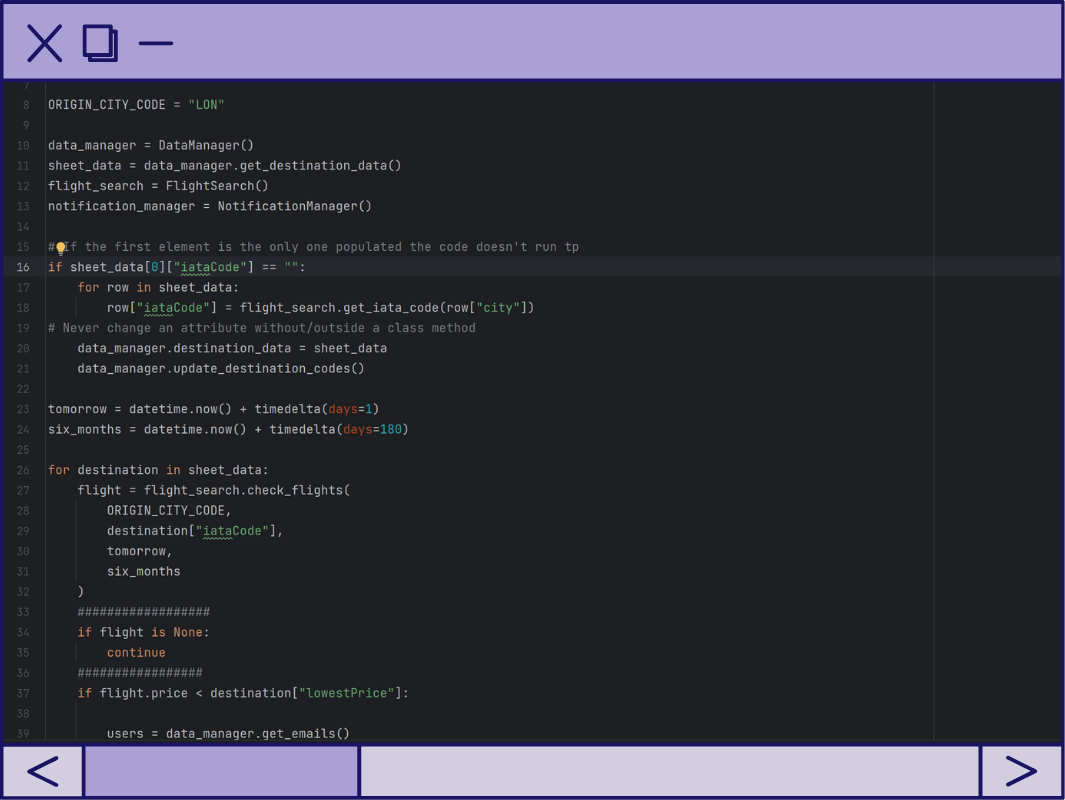 7
8 ORIGIN_CITY_CODE = "LON"
9
10 data_manager = DataManager()
11 sheet_data = data_manager.get_destination_data()
12 flight_search = FlightSearch()
13 notification_manager = NotificationManager()
14
15 # If the first element is the only one populated the code doesn't run tp
16 if sheet_data[0]["iataCode"] == "":
17     for row in sheet_data:
18         row["iataCode"] = flight_search.get_iata_code(row["city"])
19 # Never change an attribute without/outside a class method
20     data_manager.destination_data = sheet_data
21     data_manager.update_destination_codes()
22
23 tomorrow = datetime.now() + timedelta(days=1)
24 six_months = datetime.now() + timedelta(days=180)
25
26 for destination in sheet_data:
27     flight = flight_search.check_flights(
28         ORIGIN_CITY_CODE,
29         destination["iataCode"],
30         tomorrow,
31         six_months
32     )
33     ##################
34     if flight is None:
35         continue
36     #################
37     if flight.price < destination["lowestPrice"]:
38
39         users = data_manager.get_emails()